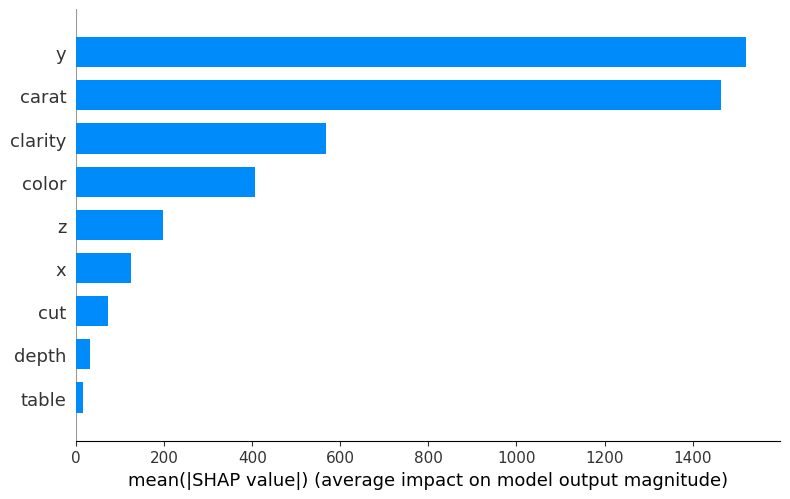 y
carat
clarity
color
z
x
cut
depth
table
0 200 400 600 800 1000 1200 1400
mean(|SHAP value|) (average impact on model output magnitude)